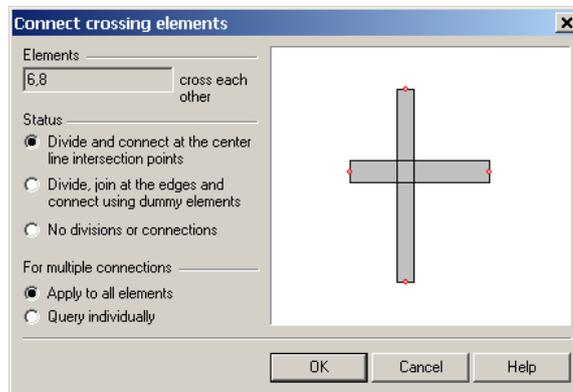 Connect crossing elements
Elements
6,8
cross each
other
Status
Divide and connect at the center
line intersection points
Divide, join at the edges and
connect using dummy elements
No divisions or connections
For multiple connections
Apply to all elements
Query individually
OK
Cancel
Help